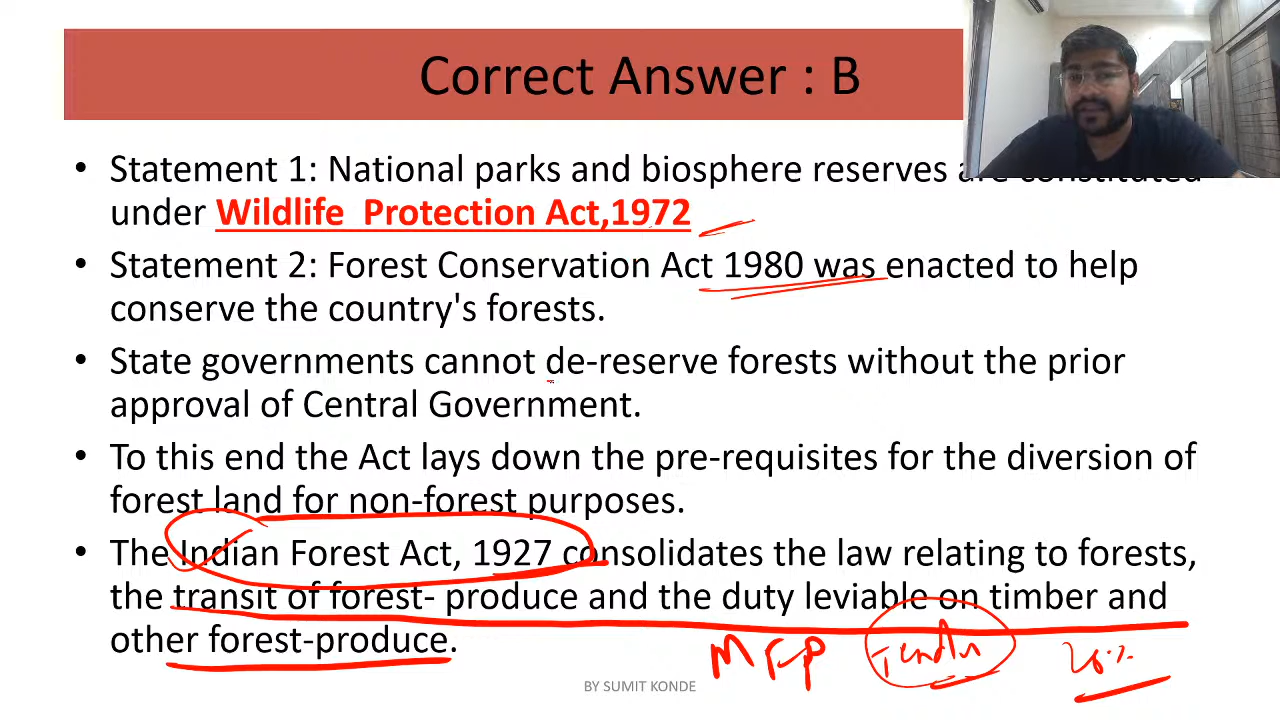 Correct Answer : B
• Statement 1: National parks and biosphere reserves are constituted
under Wildlife Protection Act,1972
• Statement 2: Forest Conservation Act 1980 was enacted to help
conserve the country's forests.
• State governments cannot de-reserve forests without the prior
approval of Central Government.
• To this end the Act lays down the pre-requisites for the diversion of
forest land for non-forest purposes.
• The Indian Forest Act, 1927 consolidates the law relating to forests,
the transit of forest- produce and the duty leviable on timber and
other forest-produce.
MFP
BY SUMIT KONDE